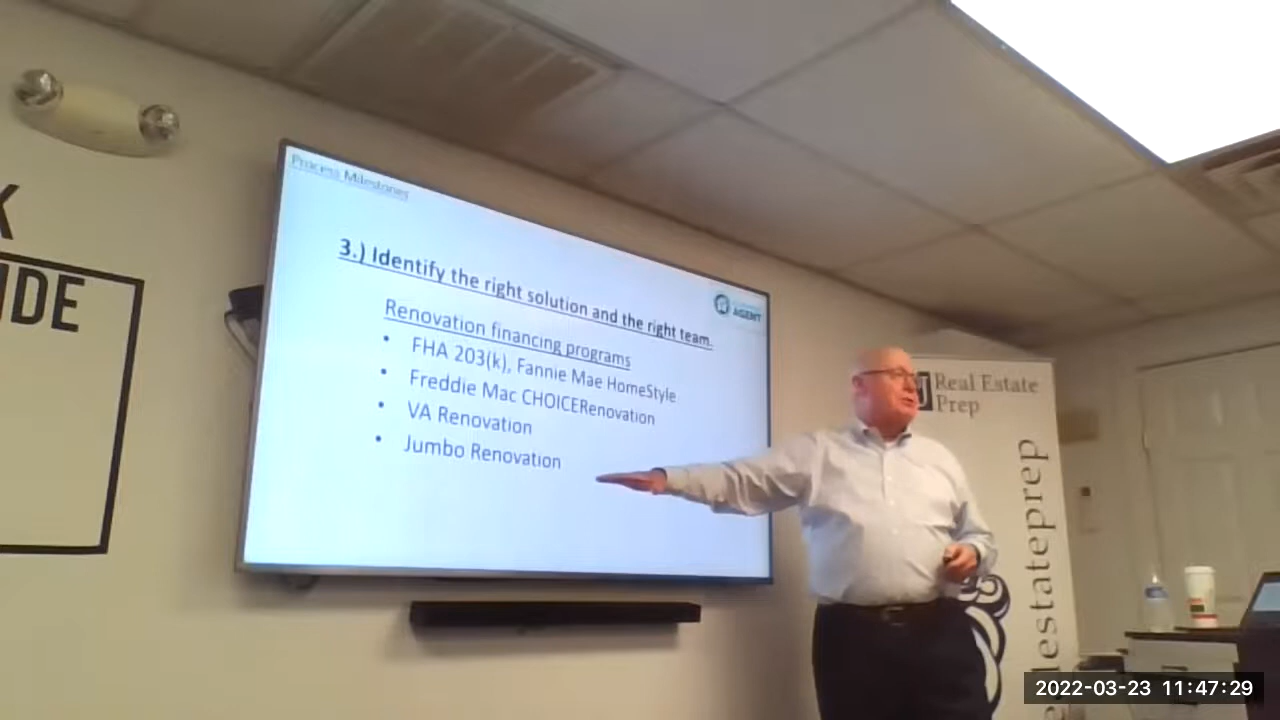 K
IDE
Process Milestones
3.) Identify the right solution and the right team.
AGENT
Renovation financing programs
• FHA 203(k), Fannie Mae HomeStyle
• Freddie Mac CHOICERenovation
• VA Renovation
• Jumbo Renovation
J Real Estate
Prep
estateprep
2022-03-23 11:47:29